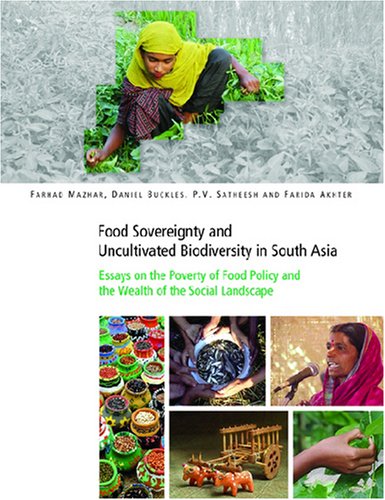 Farhad Mazhar, Daniel Buckles, P.V. Satheesh and Farida Akhter
Food Sovereignty and
Uncultivated Biodiversity in South Asia
Essays on the Poverty of Food Policy and
the Wealth of the Social Landscape